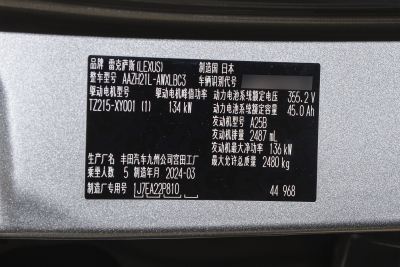 品牌 雷克萨斯(LEXUS) 制造国 日本
整车型号 AAZH21L-AWXLBC3 车辆识别代号
驱动电机型号 驱动电机峰值功率 动力电池系统额定电压 355.2 V
TZ215-XY001 (1) 134 kW 动力电池系统额定容量 45.0 Ah
发动机型号 A25B
发动机排量 2487 mL
发动机最大净功率 136 kW
最大允许总质量 2480 kg
生产厂名 丰田汽车九州公司宫田工厂
乘坐人数 5 制造年月 2024-03
制造厂专用号 1J7EA22P810 44 968